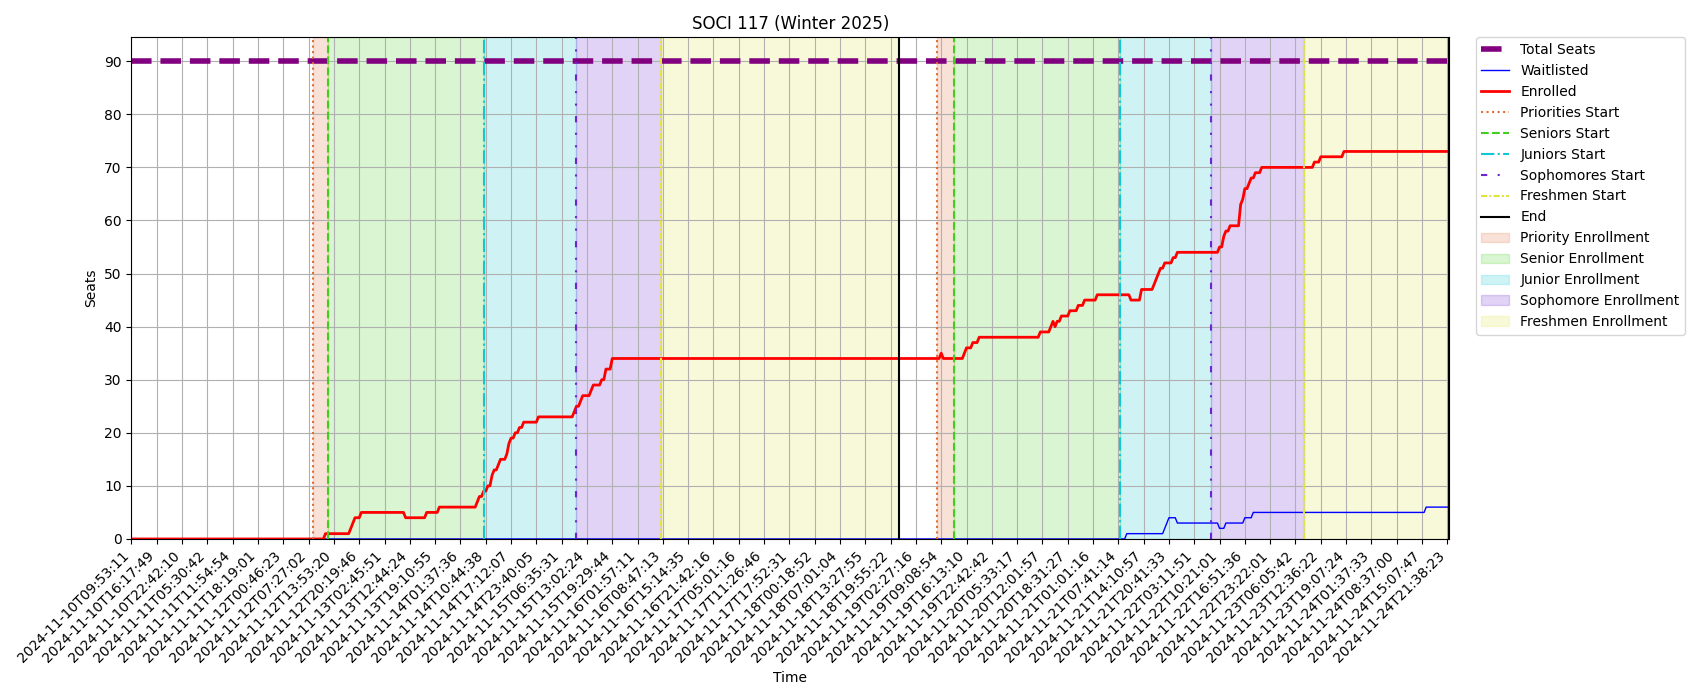 SOCI 117 (Winter 2025)
Seats
90
80
70
60
50
40
30
20
10
0
2024-11-10T09:53:11
2024-11-10T16:17:49
2024-11-10T22:42:10
2024-11-11T05:30:42
2024-11-11T11:54:54
2024-11-11T18:19:01
2024-11-12T00:46:23
2024-11-12T07:27:02
2024-11-12T13:53:20
2024-11-12T20:19:46
2024-11-13T02:45:51
2024-11-13T12:44:24
2024-11-13T19:10:55
2024-11-14T01:37:36
2024-11-14T10:44:38
2024-11-14T17:12:07
2024-11-14T23:40:05
2024-11-15T06:35:31
2024-11-15T13:02:24
2024-11-15T19:29:44
2024-11-16T01:57:11
2024-11-16T08:47:13
2024-11-16T15:14:35
2024-11-16T21:42:16
2024-11-17T05:01:16
2024-11-17T11:26:46
2024-11-17T17:52:31
2024-11-18T00:18:52
2024-11-18T07:01:04
2024-11-18T13:27:55
2024-11-18T19:55:22
2024-11-19T02:27:16
2024-11-19T09:08:54
2024-11-19T16:13:10
2024-11-19T22:42:42
2024-11-20T05:33:17
2024-11-20T12:01:57
2024-11-20T18:31:27
2024-11-21T01:01:16
2024-11-21T07:41:14
2024-11-21T14:10:57
2024-11-21T20:41:33
2024-11-22T03:11:51
2024-11-22T10:21:01
2024-11-22T16:51:36
2024-11-22T23:22:01
2024-11-23T06:05:42
2024-11-23T12:36:22
2024-11-23T19:07:24
2024-11-24T01:37:33
2024-11-24T08:37:00
2024-11-24T15:07:47
2024-11-24T21:38:23
Time
Total Seats
Waitlisted
Enrolled
Priorities Start
Seniors Start
Juniors Start
Sophomores Start
Freshmen Start
End
Priority Enrollment
Senior Enrollment
Junior Enrollment
Sophomore Enrollment
Freshmen Enrollment